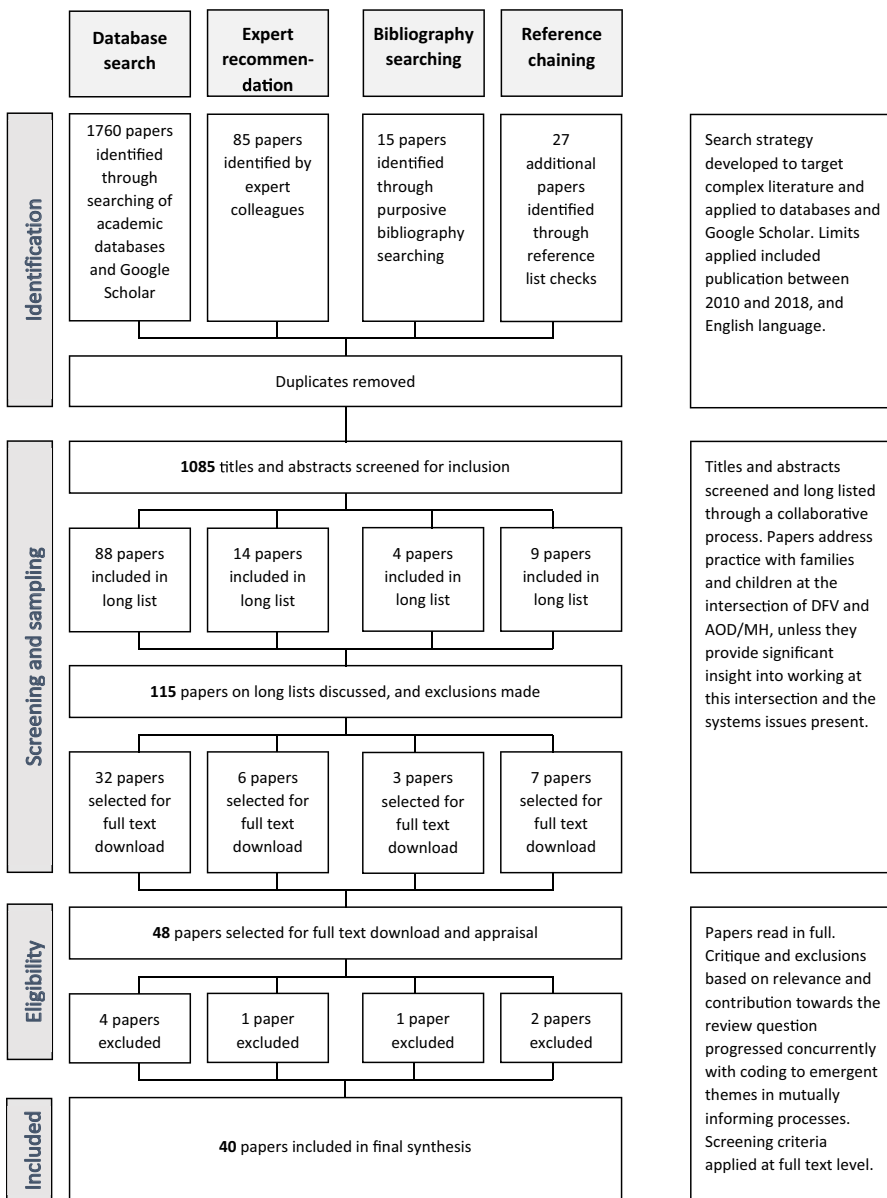 Database
search
Expert
recommen-
dation
Bibliography
searching
Reference
chaining
Identification
1760 papers
identified
through
searching of
academic
databases
and Google
Scholar
85 papers
identified by
expert
colleagues
15 papers
identified
through
purposive
bibliography
searching
27
additional
papers
identified
through
reference
list checks
Search strategy
developed to target
complex literature and
applied to databases and
Google Scholar. Limits
applied included
publication between
2010 and 2018, and
English language.
Duplicates removed
Screening and sampling
1085 titles and abstracts screened for inclusion
88 papers
included in
long list
14 papers
included in
long list
4 papers
included in
long list
9 papers
included in
long list
Titles and abstracts
screened and long listed
through a collaborative
process. Papers address
practice with families
and children at the
intersection of DFV and
AOD/MH, unless they
provide significant
insight into working at
this intersection and the
systems issues present.
115 papers on long lists discussed, and exclusions made
32 papers
selected for
full text
download
6 papers
selected for
full text
download
3 papers
selected for
full text
download
7 papers
selected for
full text
download
Eligibility
48 papers selected for full text download and appraisal
4 papers
excluded
1 paper
excluded
1 paper
excluded
2 papers
excluded
Papers read in full.
Critique and exclusions
based on relevance and
contribution towards the
review question
progressed concurrently
with coding to emergent
themes in mutually
informing processes.
Screening criteria
applied at full text level.
Included
40 papers included in final synthesis